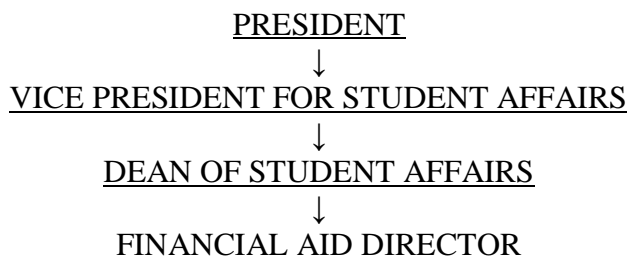 PRESIDENT
↓
VICE PRESIDENT FOR STUDENT AFFAIRS
↓
DEAN OF STUDENT AFFAIRS
↓
FINANCIAL AID DIRECTOR